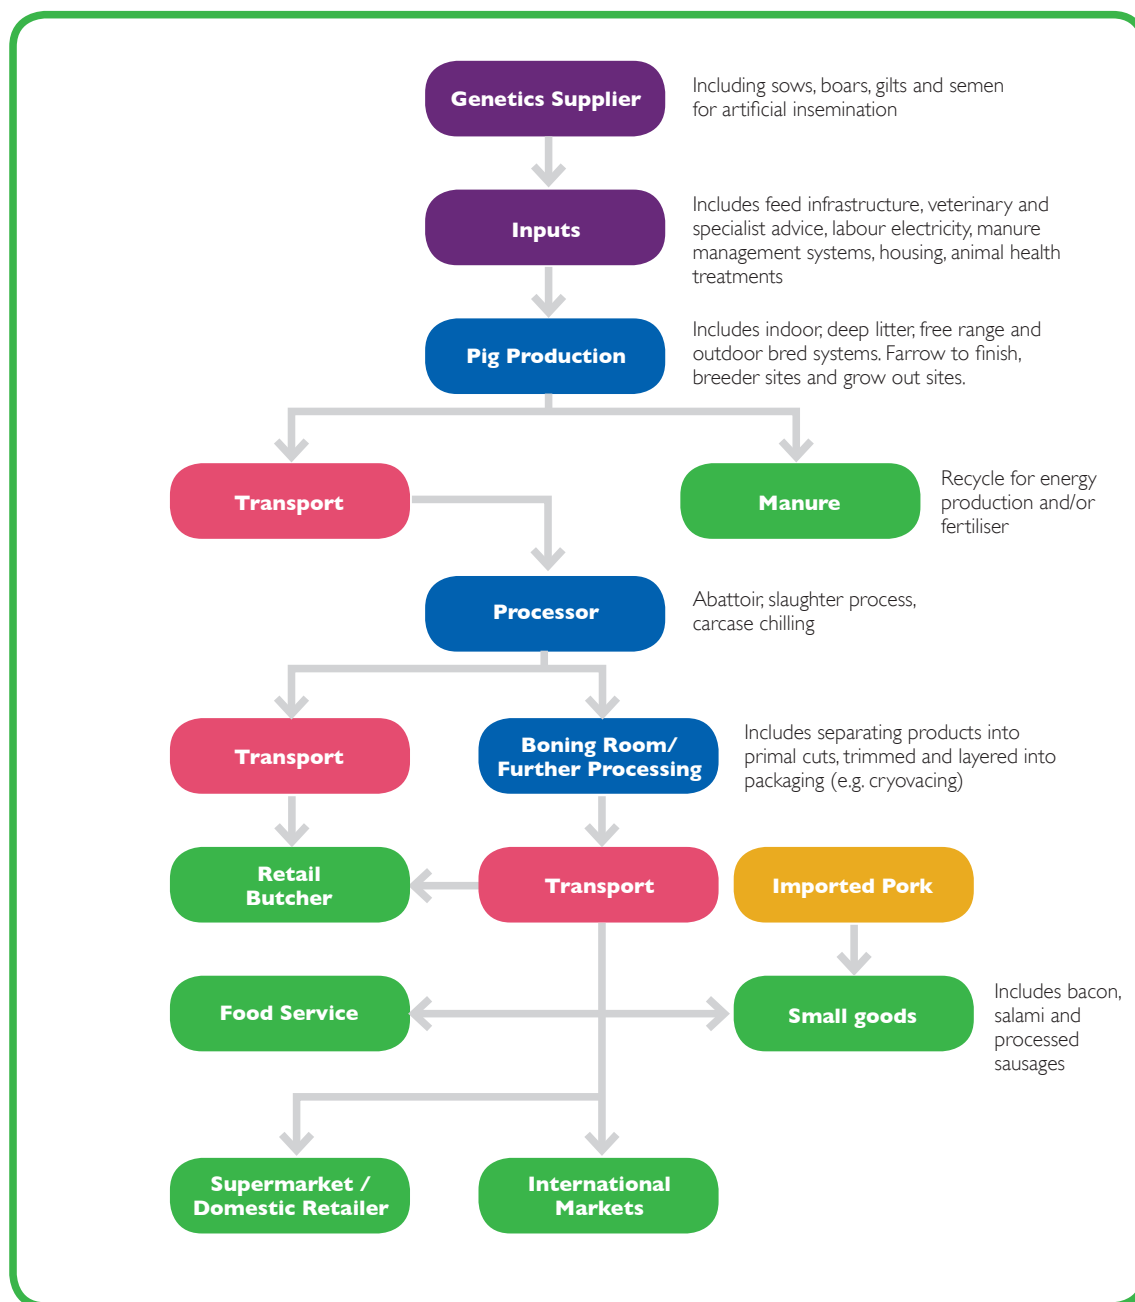 Genetics Supplier
Including sows, boars, gilts and semen
for artificial insemination
Inputs
Includes feed infrastructure, veterinary and
specialist advice, labour electricity, manure
management systems, housing, animal health
treatments
Pig Production
Includes indoor, deep litter, free range and
outdoor bred systems. Farrow to finish,
breeder sites and grow out sites.
Transport
Manure
Recycle for energy
production and/or
fertiliser
Processor
Abattoir, slaughter process,
carcase chilling
Transport
Boning Room/
Further Processing
Includes separating products into
primal cuts, trimmed and layered into
packaging (e.g. cryovacing)
Retail
Butcher
Transport
Imported Pork
Food Service
Small goods
Includes bacon,
salami and
processed
sausages
Supermarket /
Domestic Retailer
International
Markets